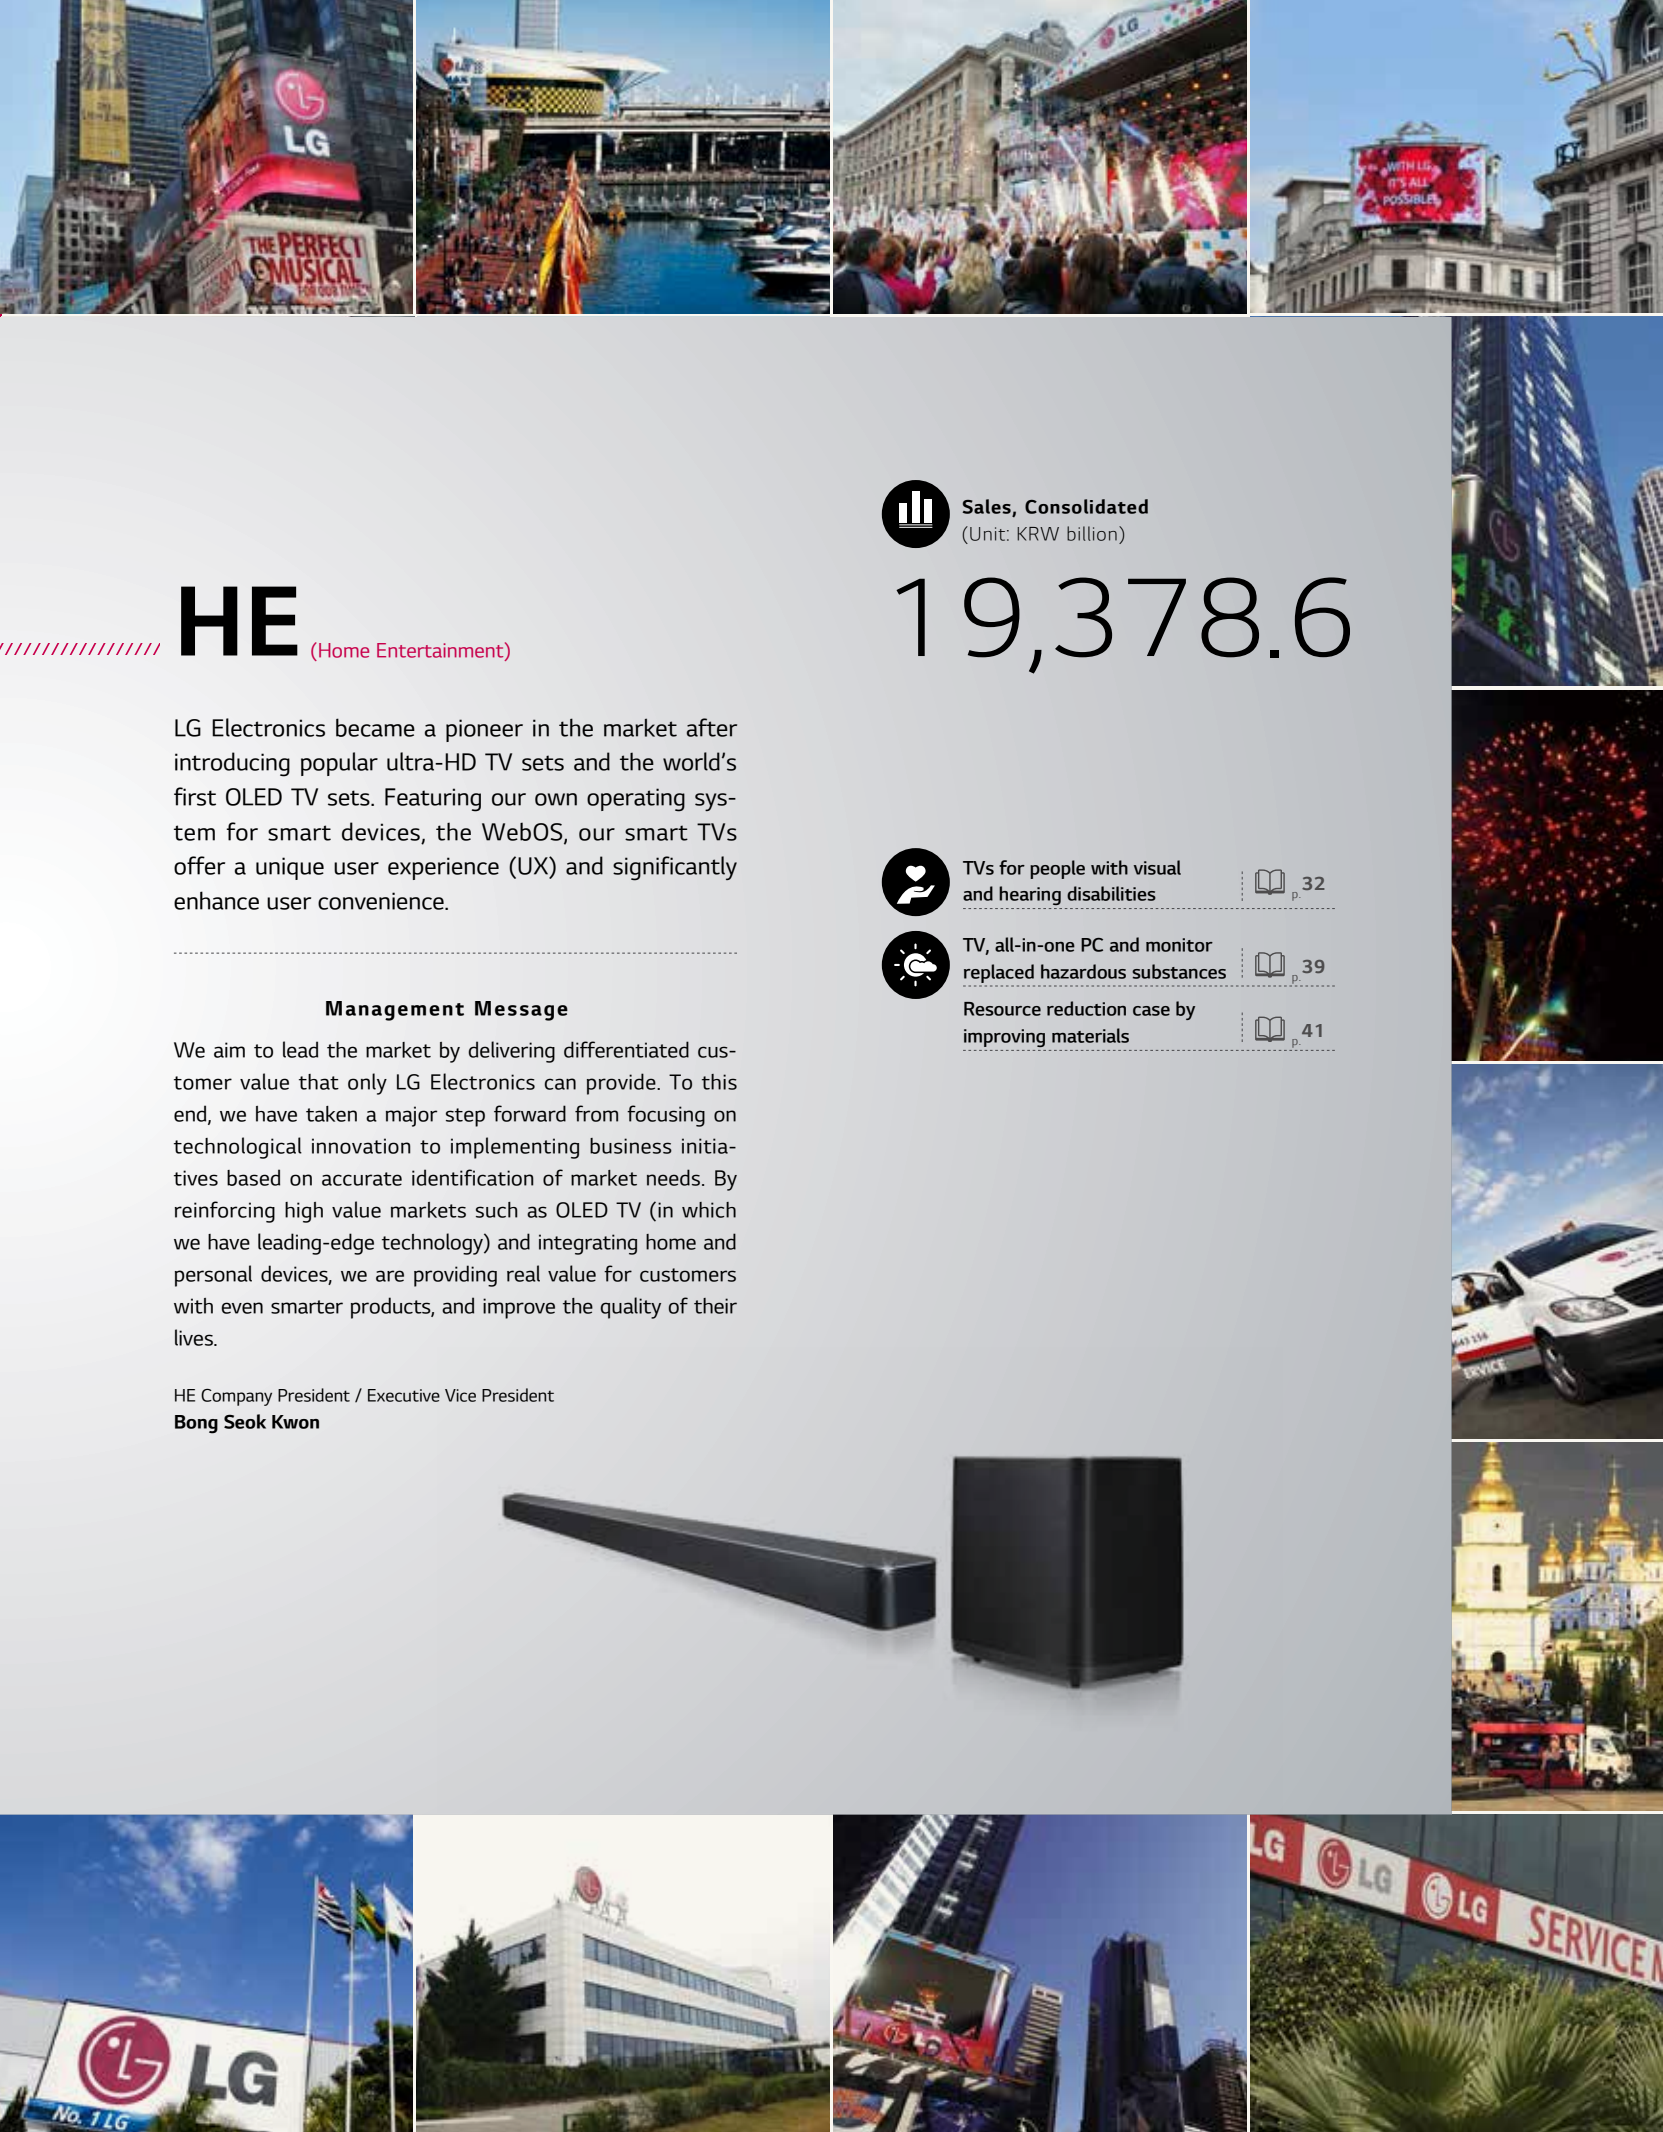 LG
THE PERFECT
MUSICAL
FOR OUR TIME
LG
WITH LG
IT'S ALL
POSSIBLE
Sales, Consolidated
(Unit: KRW billion)
19,378.6
HE (Home Entertainment)
LG Electronics became a pioneer in the market after
introducing popular ultra-HD TV sets and the world's
first OLED TV sets. Featuring our own operating sys-
tem for smart devices, the WebOS, our smart TVs
offer a unique user experience (UX) and significantly
enhance user convenience.
TVs for people with visual
and hearing disabilities
p. 32
TV, all-in-one PC and monitor
replaced hazardous substances
p. 39
Resource reduction case by
improving materials
p. 41
Management Message
We aim to lead the market by delivering differentiated cus-
tomer value that only LG Electronics can provide. To this
end, we have taken a major step forward from focusing on
technological innovation to implementing business initia-
tives based on accurate identification of market needs. By
reinforcing high value markets such as OLED TV (in which
we have leading-edge technology) and integrating home and
personal devices, we are providing real value for customers
with even smarter products, and improve the quality of their
lives.
HE Company President / Executive Vice President
Bong Seok Kwon
LG
ERVICE
LG
No. 1 LG
LG
LG
LG
LG
SERVICE